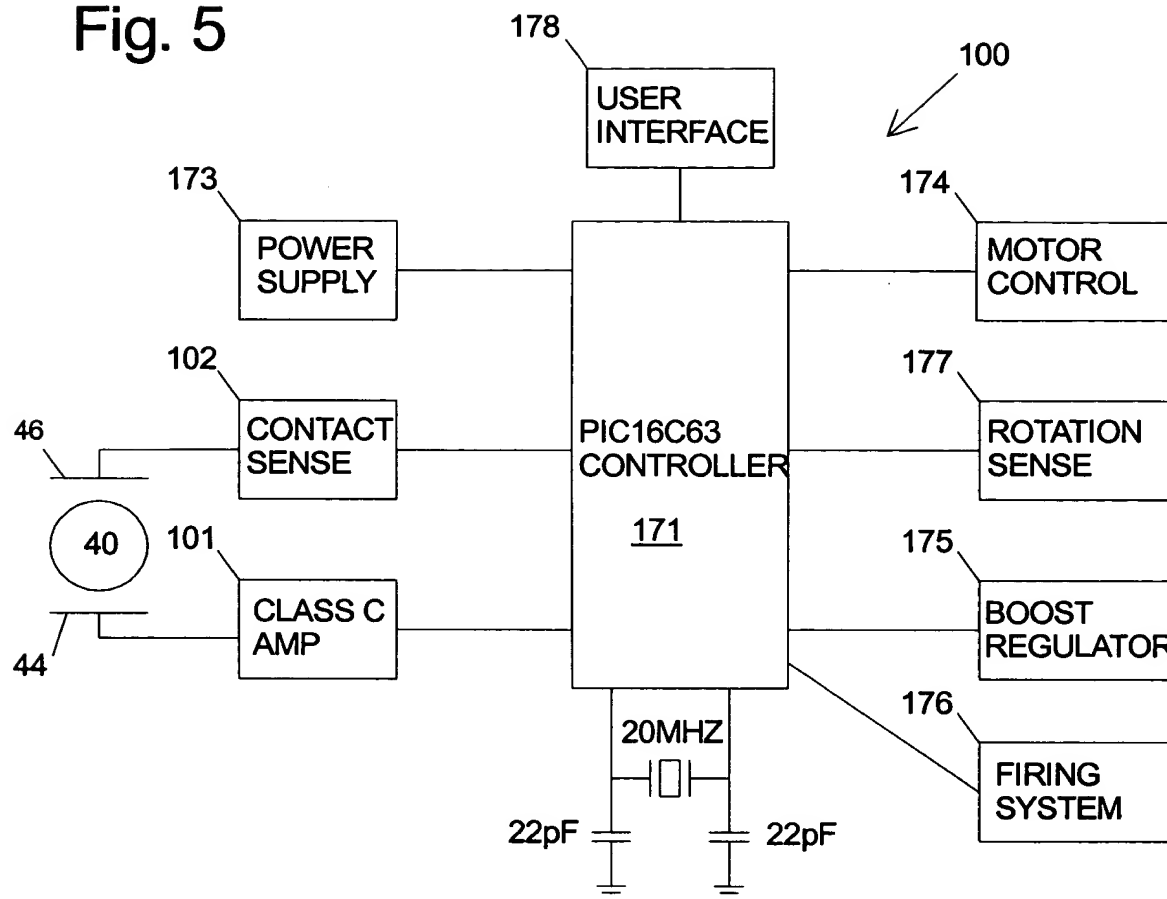 Fig. 5
178
USER
INTERFACE
100
173
POWER
SUPPLY
174
MOTOR
CONTROL
102
CONTACT
SENSE
46
177
ROTATION
SENSE
PIC16C63
CONTROLLER
171
40
101
CLASS C
AMP
44
175
BOOST
REGULATOR
176
FIRING
SYSTEM
20MHZ
22pF
22pF